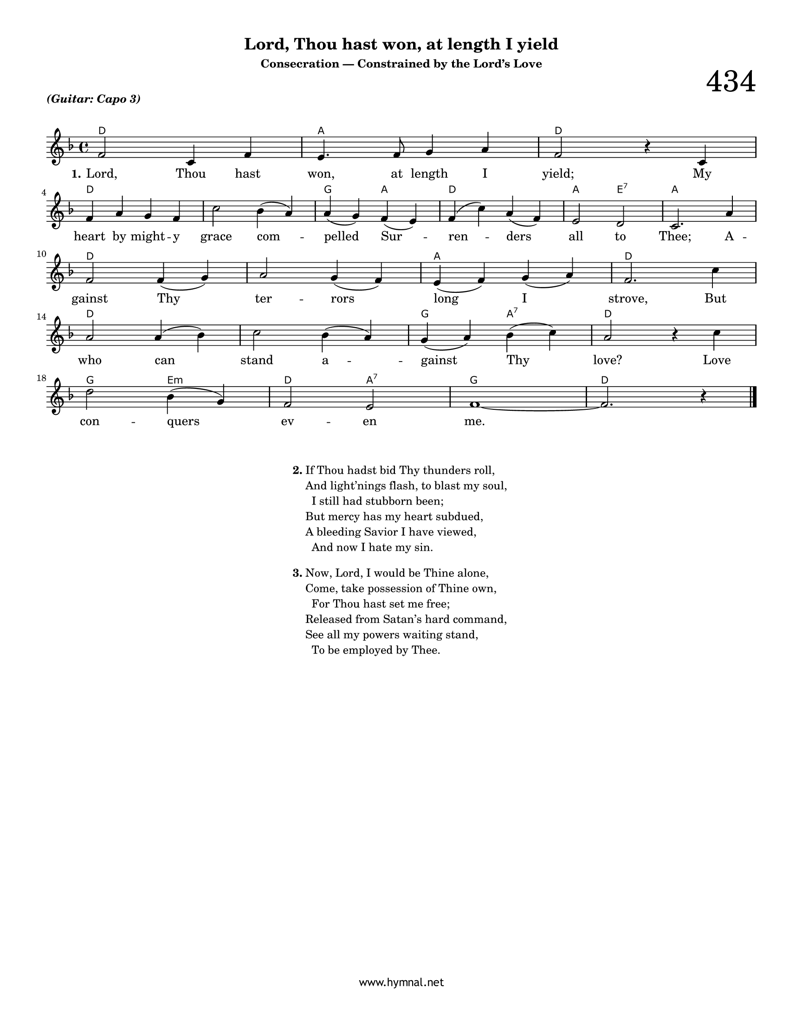 Lord, Thou hast won, at length I yield
Consecration — Constrained by the Lord's Love
434
(Guitar: Capo 3)
D A D
1. Lord, Thou hast won, at length I yield; My
4 D G A D A E7 A
heart by might-y grace com - pelled Sur - ren - ders all to Thee; A -
10 D A D
gainst Thy ter - rors long I strove, But
14 D G A7 D
who can stand a - gainst Thy love? Love
18 G Em D A7 G D
con - quers ev - en me.
2. If Thou hadst bid Thy thunders roll,
And light'nings flash, to blast my soul,
I still had stubborn been;
But mercy has my heart subdued,
A bleeding Savior I have viewed,
And now I hate my sin.
3. Now, Lord, I would be Thine alone,
Come, take possession of Thine own,
For Thou hast set me free;
Released from Satan's hard command,
See all my powers waiting stand,
To be employed by Thee.
www.hymnal.net